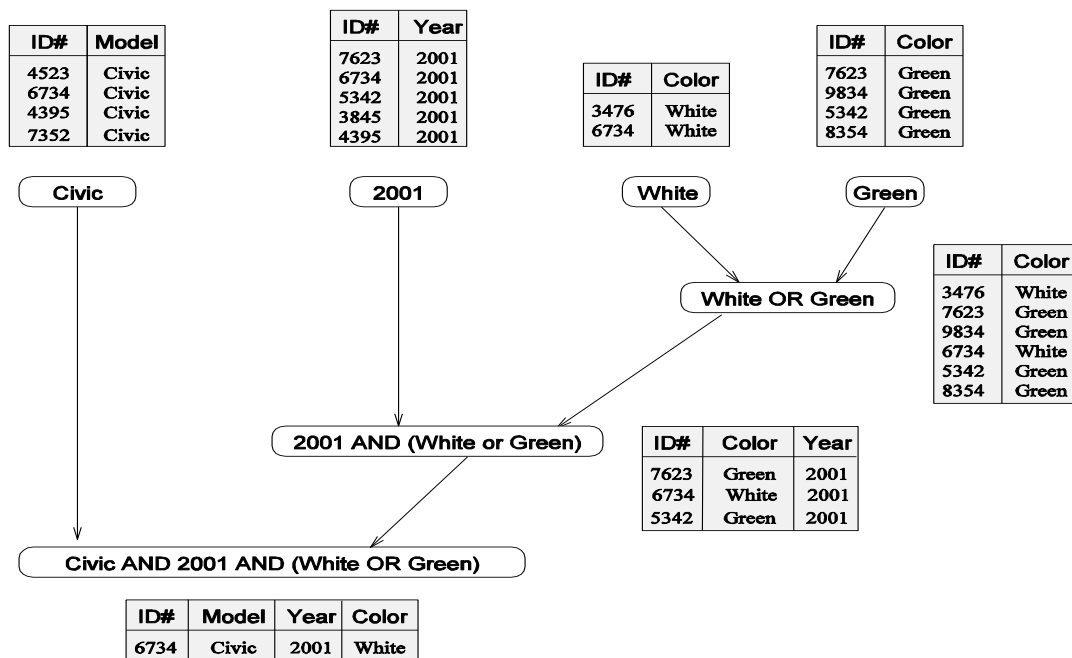 ID# Model
4523 Civic
6734 Civic
4395 Civic
7352 Civic
ID# Year
7623 2001
6734 2001
5342 2001
3845 2001
4395 2001
ID# Color
3476 White
6734 White
ID# Color
7623 Green
9834 Green
5342 Green
8354 Green
Civic
2001
White
Green
White OR Green
ID# Color
3476 White
7623 Green
9834 Green
6734 White
5342 Green
8354 Green
2001 AND (White or Green)
ID# Color Year
7623 Green 2001
6734 White 2001
5342 Green 2001
Civic AND 2001 AND (White OR Green)
ID# Model Year Color
6734 Civic 2001 White